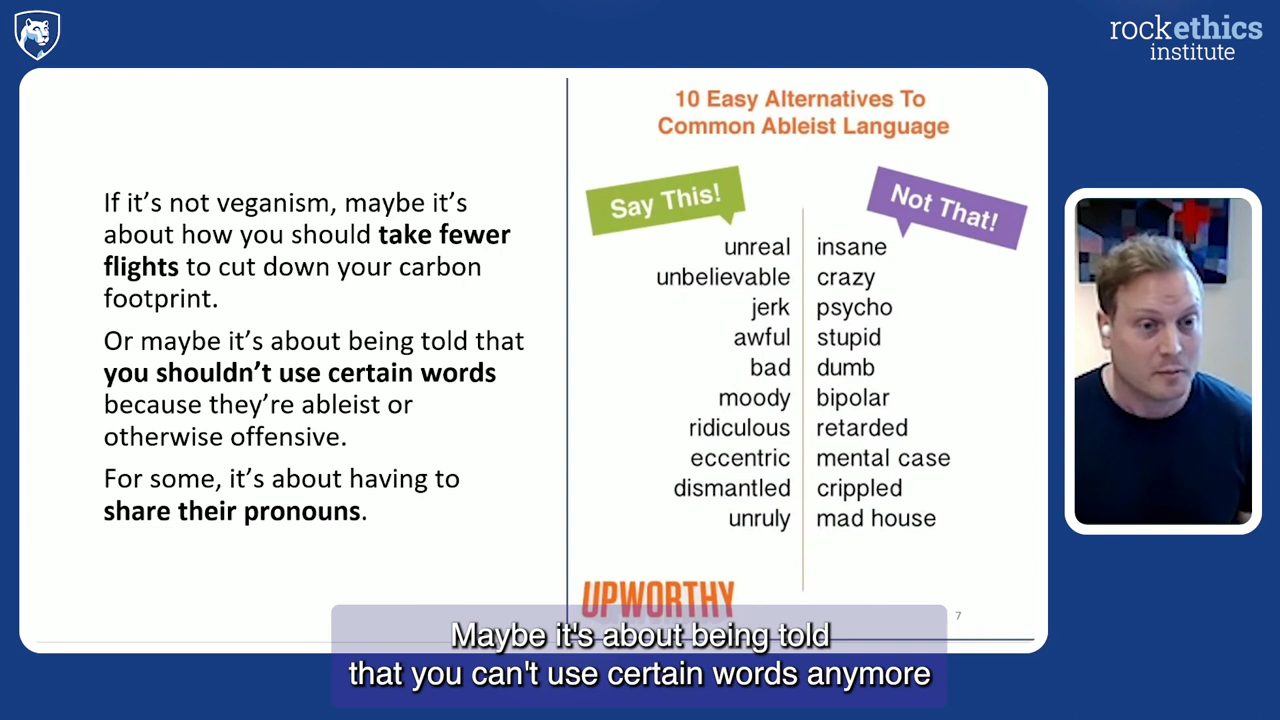 rockethics
institute
If it’s not veganism, maybe it’s
about how you should take fewer
flights to cut down your carbon
footprint.
Or maybe it’s about being told that
you shouldn’t use certain words
because they’re ableist or
otherwise offensive.
For some, it’s about having to
share their pronouns.
10 Easy Alternatives To
Common Ableist Language
Say This!
Not That!
unreal insane
unbelievable crazy
jerk psycho
awful stupid
bad dumb
moody bipolar
ridiculous retarded
eccentric mental case
dismantled crippled
unruly mad house
UPWORTHY
7
Maybe it's about being told
that you can't use certain words anymore